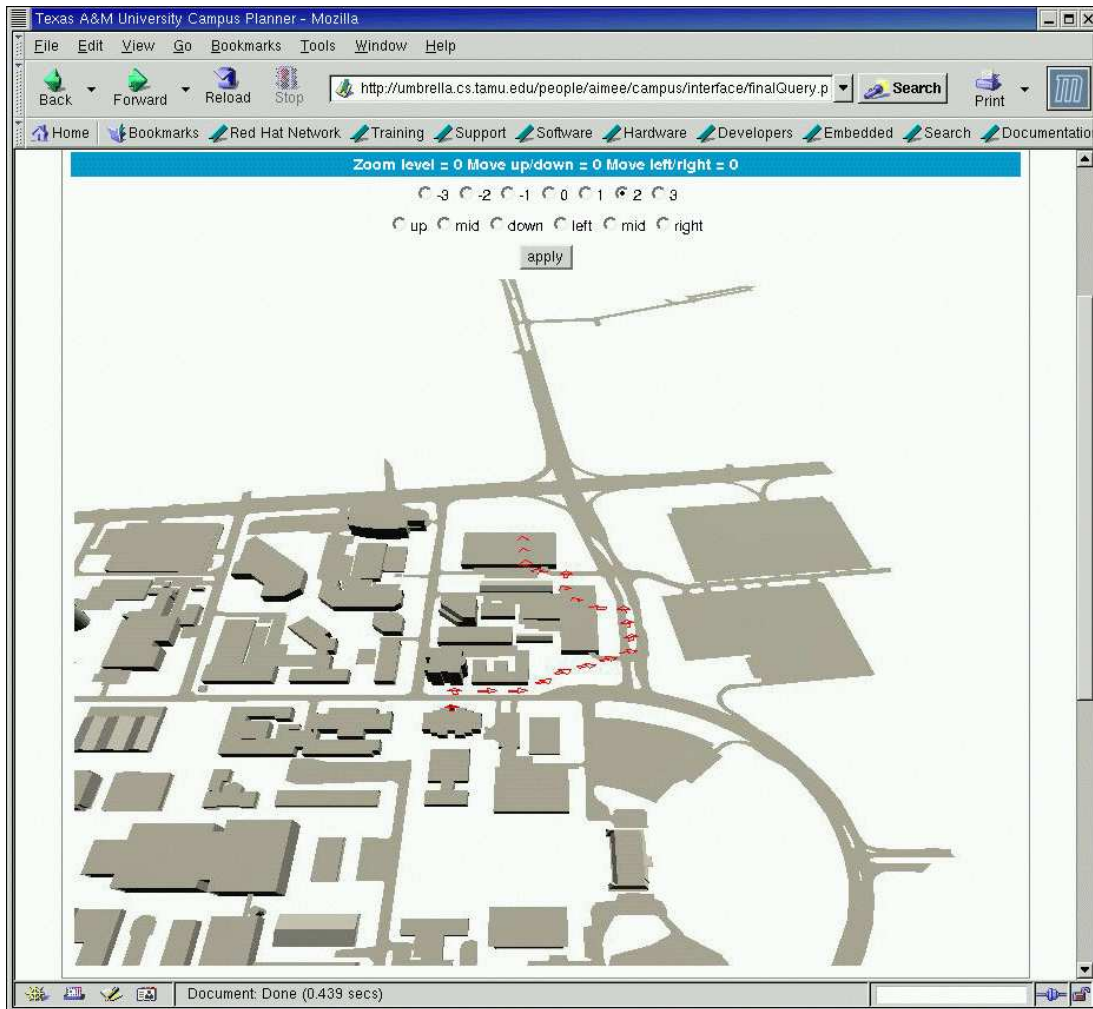 Texas A&M University Campus Planner - Mozilla
File Edit View Go Bookmarks Tools Window Help
Back Forward Reload Stop http://umbrella.cs.tamu.edu/people/aimee/campus/interface/finalQuery.p Search Print
Home Bookmarks Red Hat Network Training Support Software Hardware Developers Embedded Search Documentation
Zoom level = 0 Move up/down = 0 Move left/right = 0
-3 -2 -1 0 1 2 3
up mid down left mid right
apply
Document: Done (0.439 secs)